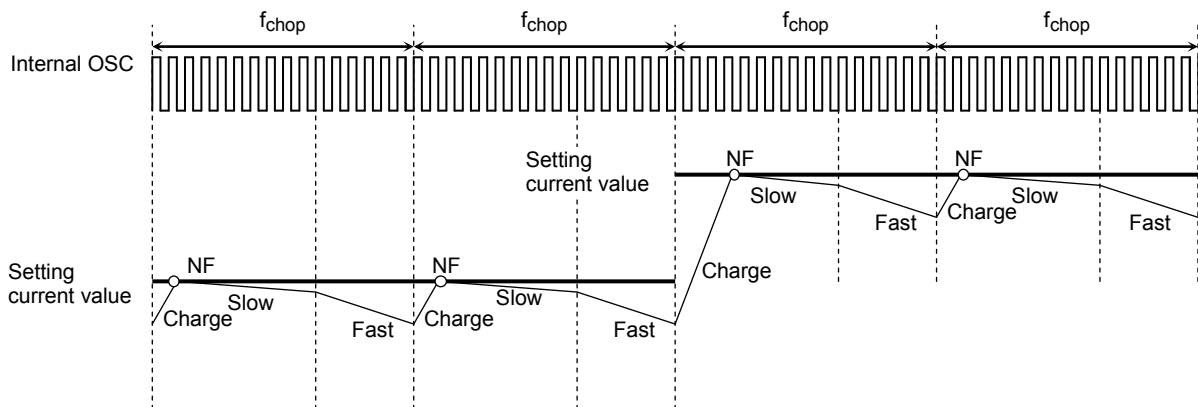 fchop fchop fchop fchop
Internal OSC
Setting
current value
NF NF
Slow Slow
Fast Charge Fast
Charge
Setting
current value
NF NF
Slow Slow
Charge Fast Charge Fast